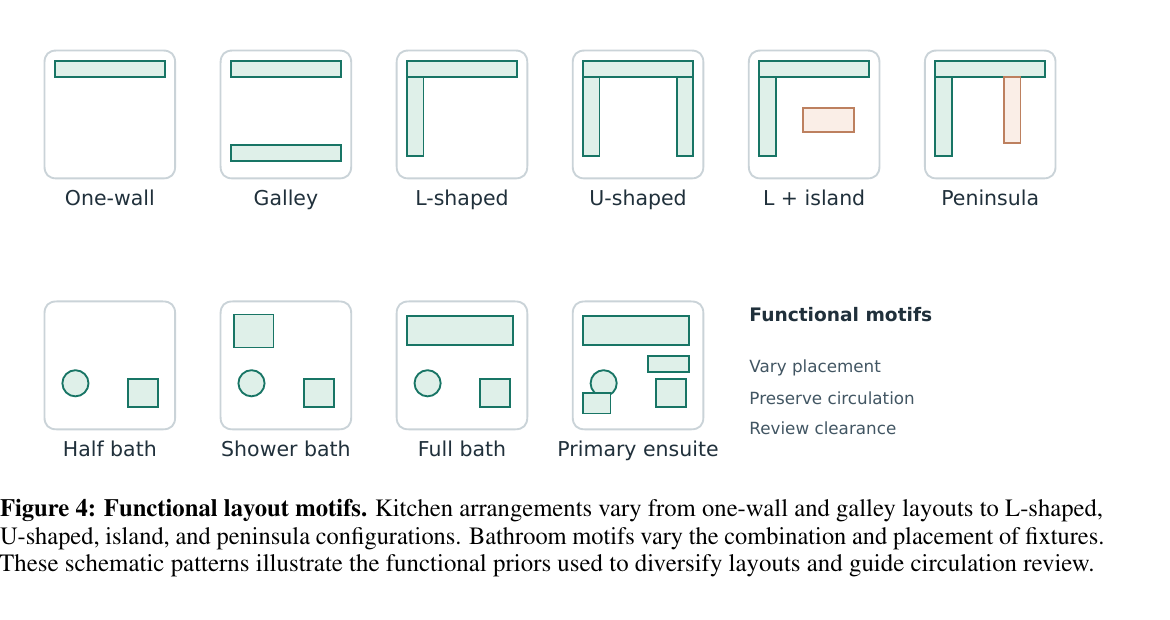 One-wall
Galley
L-shaped
U-shaped
L + island
Peninsula
Half bath
Shower bath
Full bath
Primary ensuite
Functional motifs
Vary placement
Preserve circulation
Review clearance
Figure 4: Functional layout motifs. Kitchen arrangements vary from one-wall and galley layouts to L-shaped,
U-shaped, island, and peninsula configurations. Bathroom motifs vary the combination and placement of fixtures.
These schematic patterns illustrate the functional priors used to diversify layouts and guide circulation review.